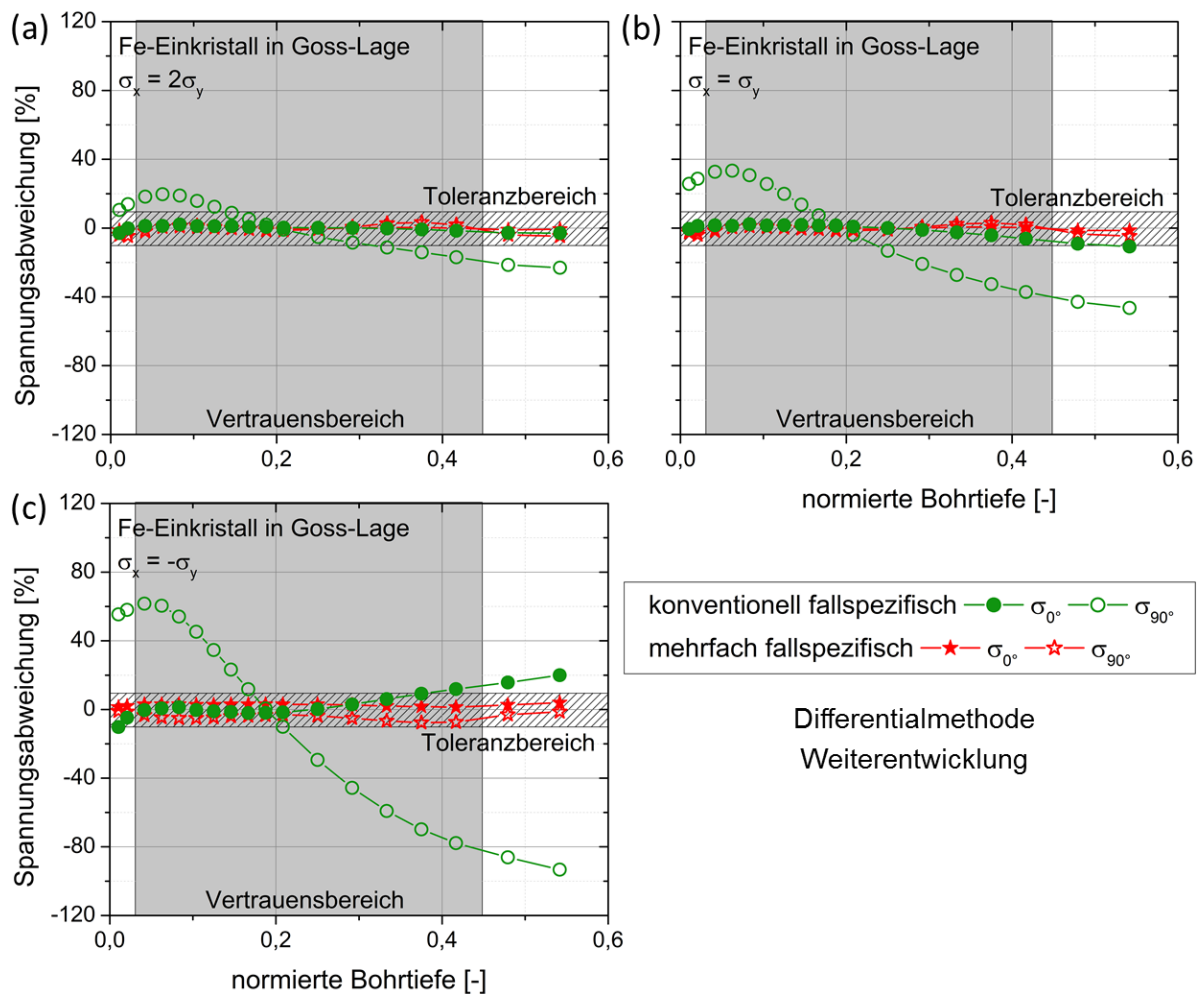 (a)
120
80
40
0
-40
-80
-120
Spannungsabweichung [%]
Fe-Einkristall in Goss-Lage
σx = 2σy
Toleranzbereich
Vertrauensbereich
0,0 0,2 0,4 0,6
(b)
Fe-Einkristall in Goss-Lage
σx = σy
Toleranzbereich
Vertrauensbereich
0,0 0,2 0,4 0,6
normierte Bohrtiefe [-]
(c)
120
80
40
0
-40
-80
-120
Spannungsabweichung [%]
Fe-Einkristall in Goss-Lage
σx = -σy
Toleranzbereich
Vertrauensbereich
0,0 0,2 0,4 0,6
normierte Bohrtiefe [-]
konventionell fallspezifisch σ0° σ90°
mehrfach fallspezifisch σ0° σ90°
Differentialmethode
Weiterentwicklung